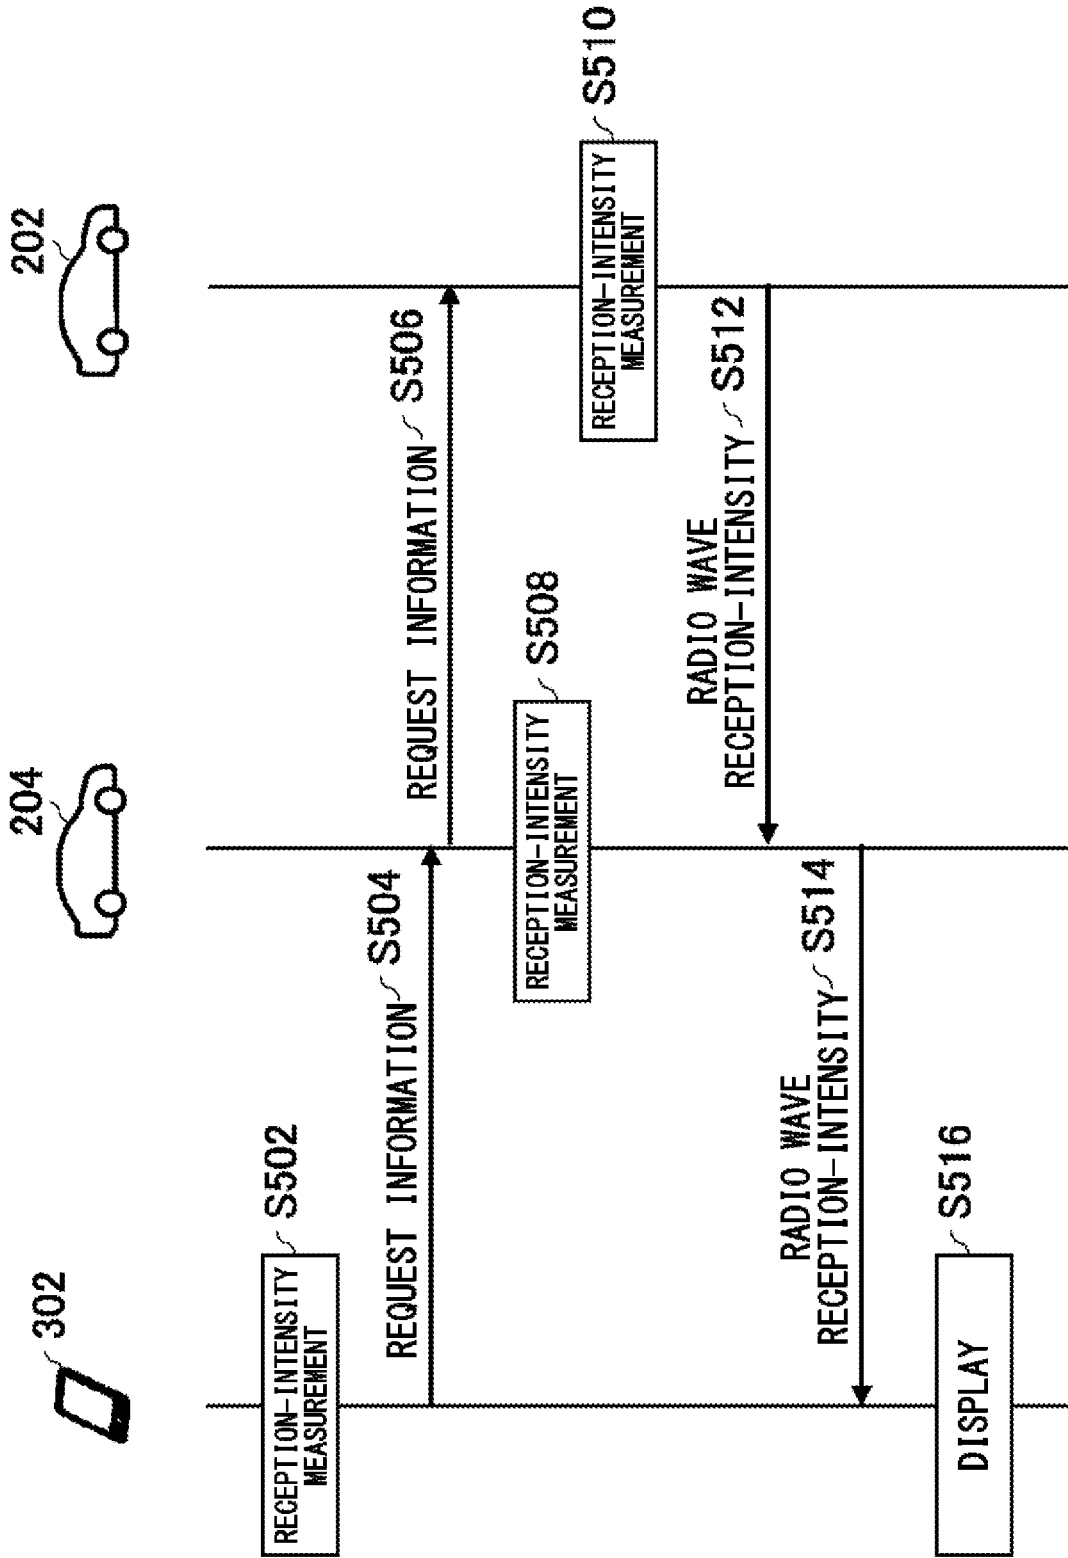 302
204
202
RECEPTION-INTENSITY
MEASUREMENT
S502
REQUEST INFORMATION
S504
REQUEST INFORMATION
S506
RECEPTION-INTENSITY
MEASUREMENT
S508
RECEPTION-INTENSITY
MEASUREMENT
S510
RADIO WAVE
RECEPTION-INTENSITY
S512
RADIO WAVE
RECEPTION-INTENSITY
S514
DISPLAY
S516